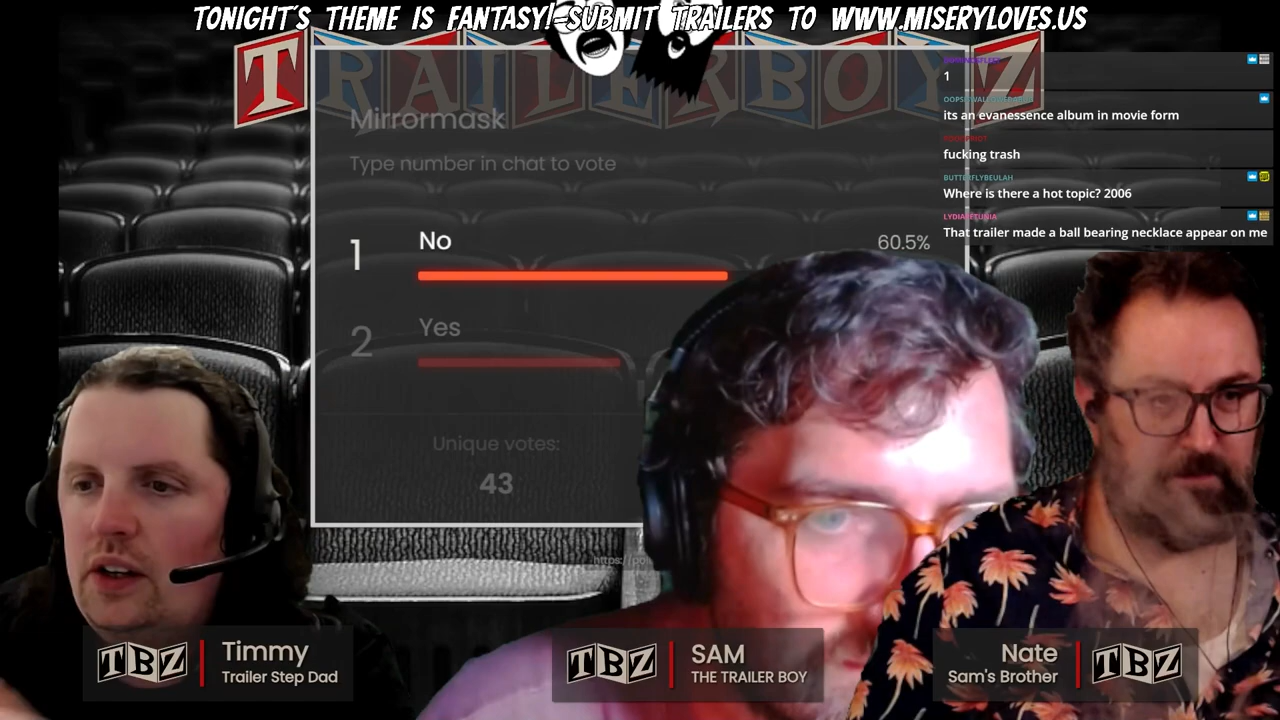 TONIGHT'S THEME IS FANTASY! SUBMIT TRAILERS TO WWW.MISERYLOVES.US
TRAILERBOYZ
Mirrormask
Type number in chat to vote
1 No 60.5%
2 Yes
Unique votes:
43
1
its an evanessence album in movie form
fucking trash
BUTTERFLYBEULAH
Where is there a hot topic? 2006
LYDIAPETUNIA
That trailer made a ball bearing necklace appear on me
TBZ Timmy
Trailer Step Dad
TBZ SAM
THE TRAILER BOY
Nate TBZ
Sam's Brother